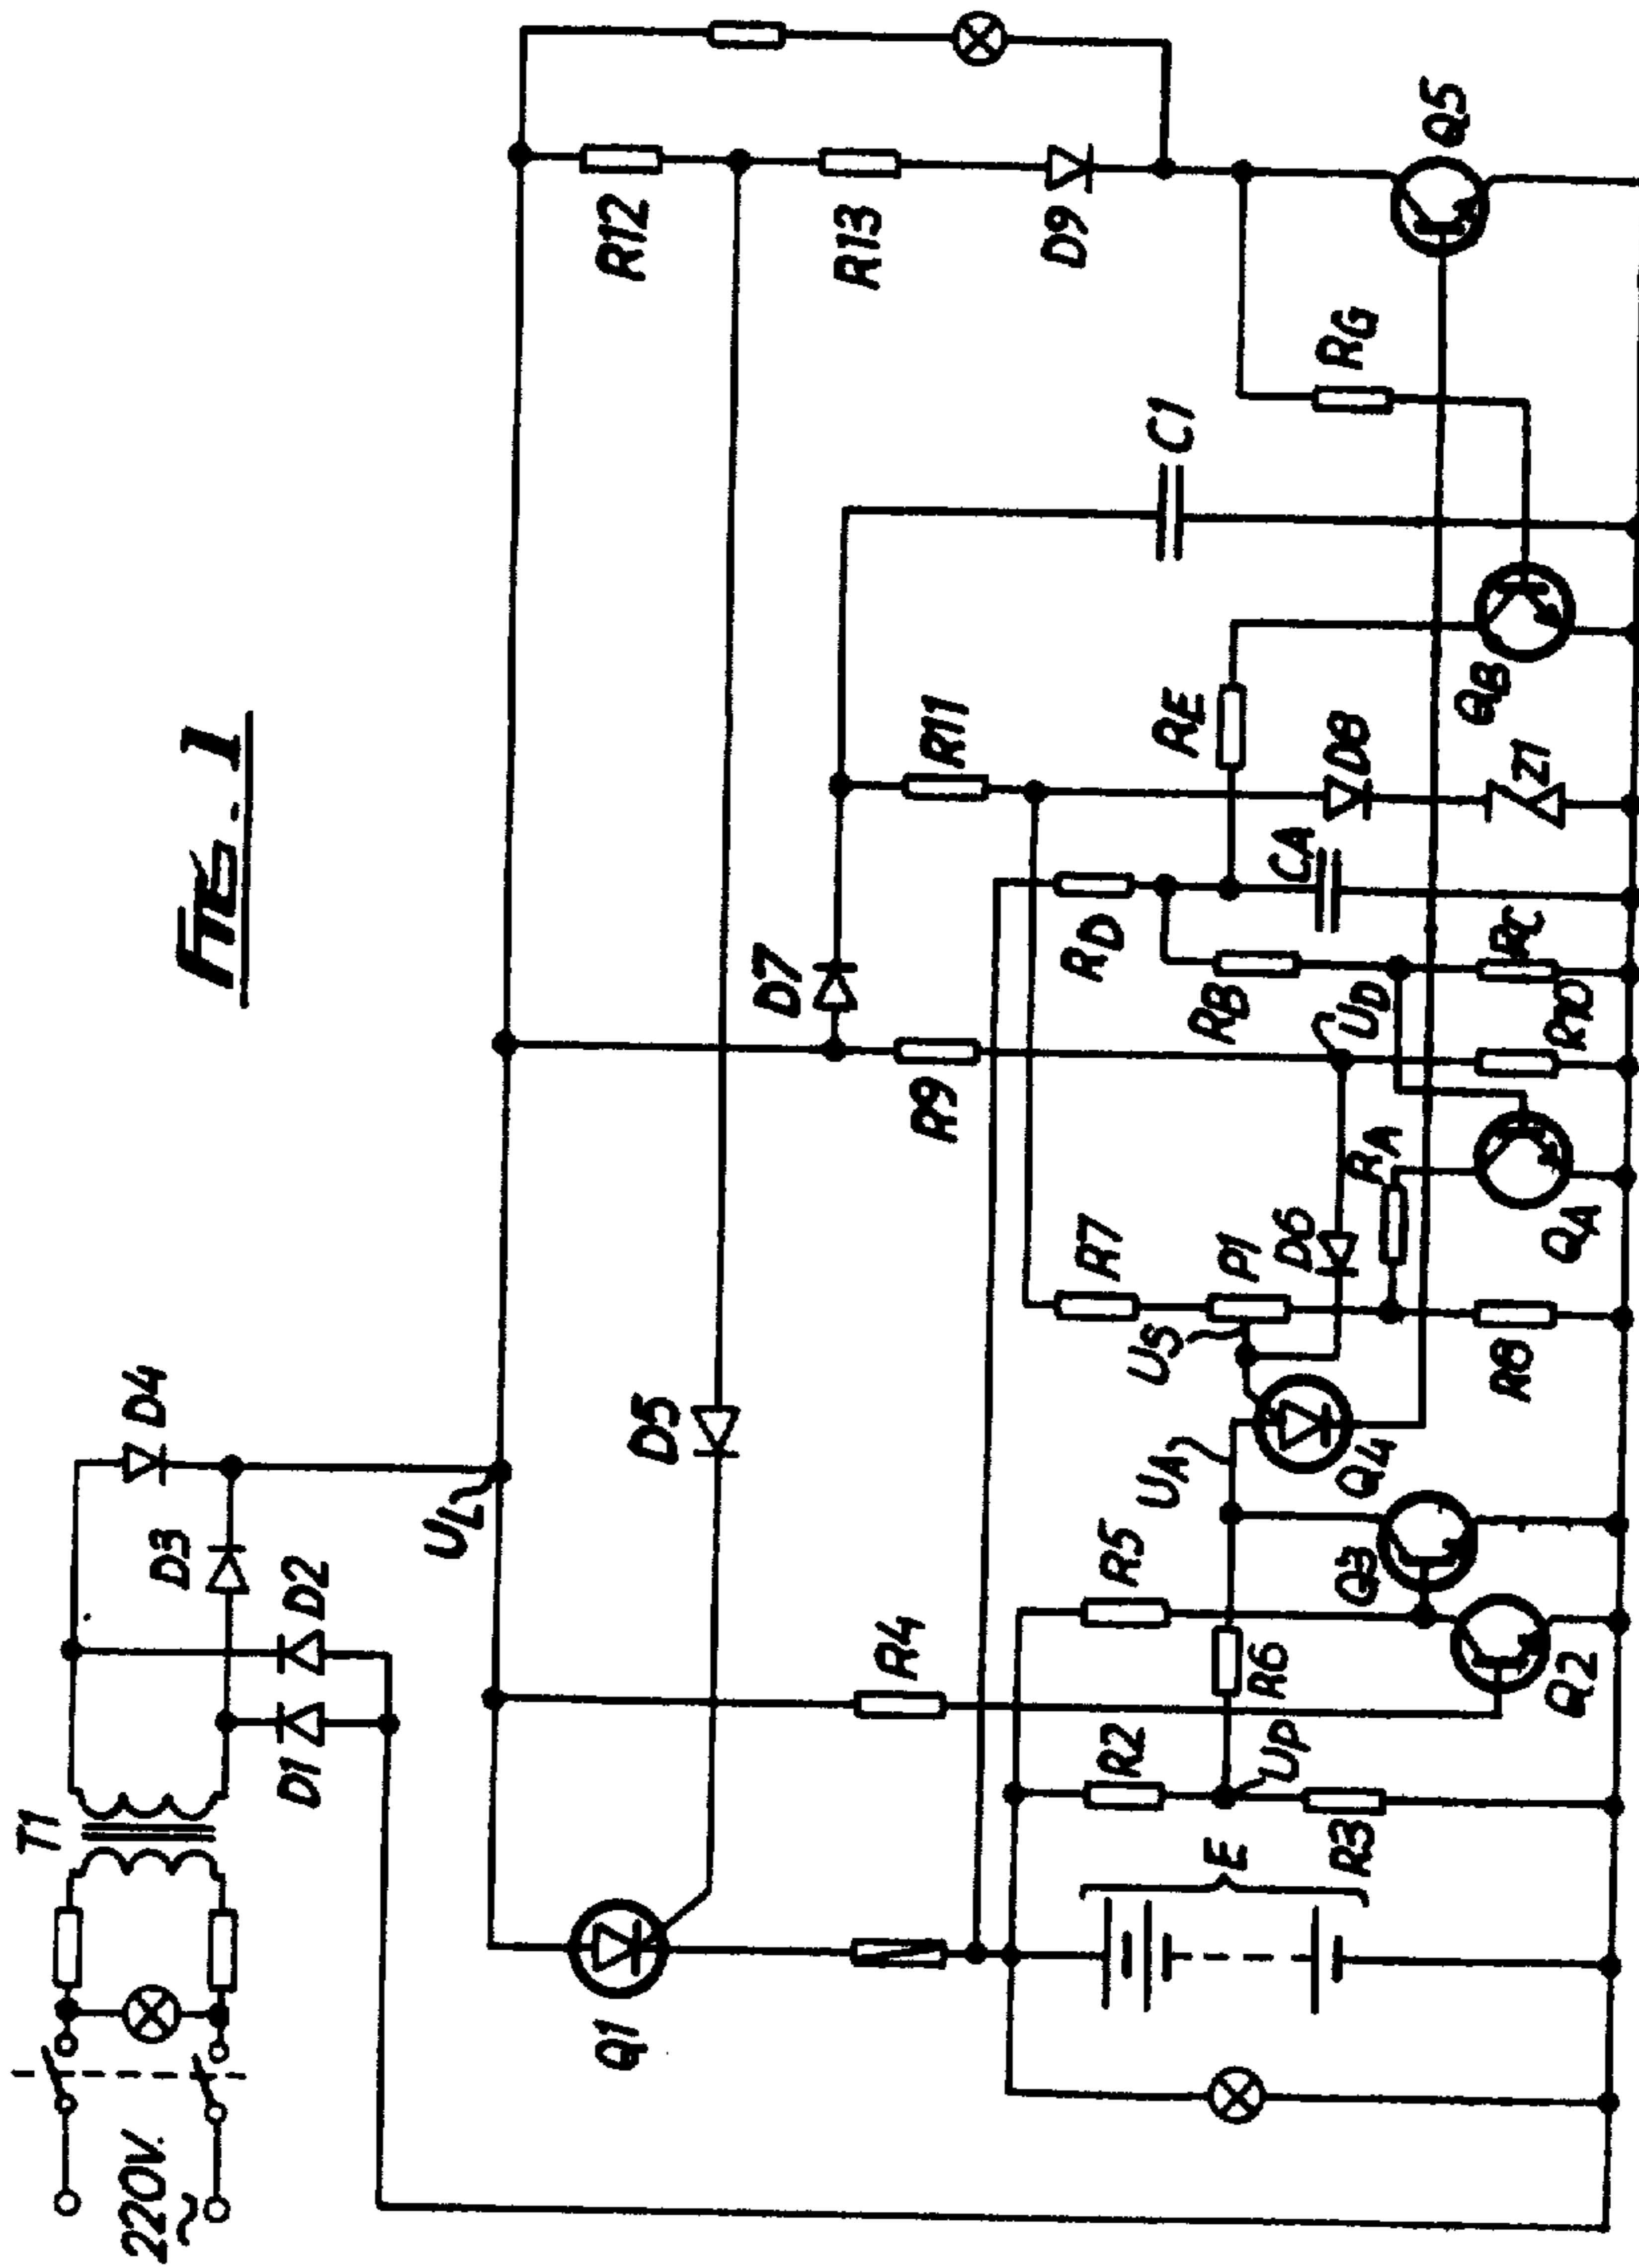 FIG._1
T1
220V.
~
D4
D3
D2
D1
UL
Q1
D5
R4
R5
R2
R6
UP
E
R3
Q2
Q3
UA
US
Q4
R7
P1
D6
RA
R8
QA
D7
R9
RD
RB
UD
RC
R10
CA
R11
RE
D8
Z1
QB
C1
RG
R12
R13
D9
Q5